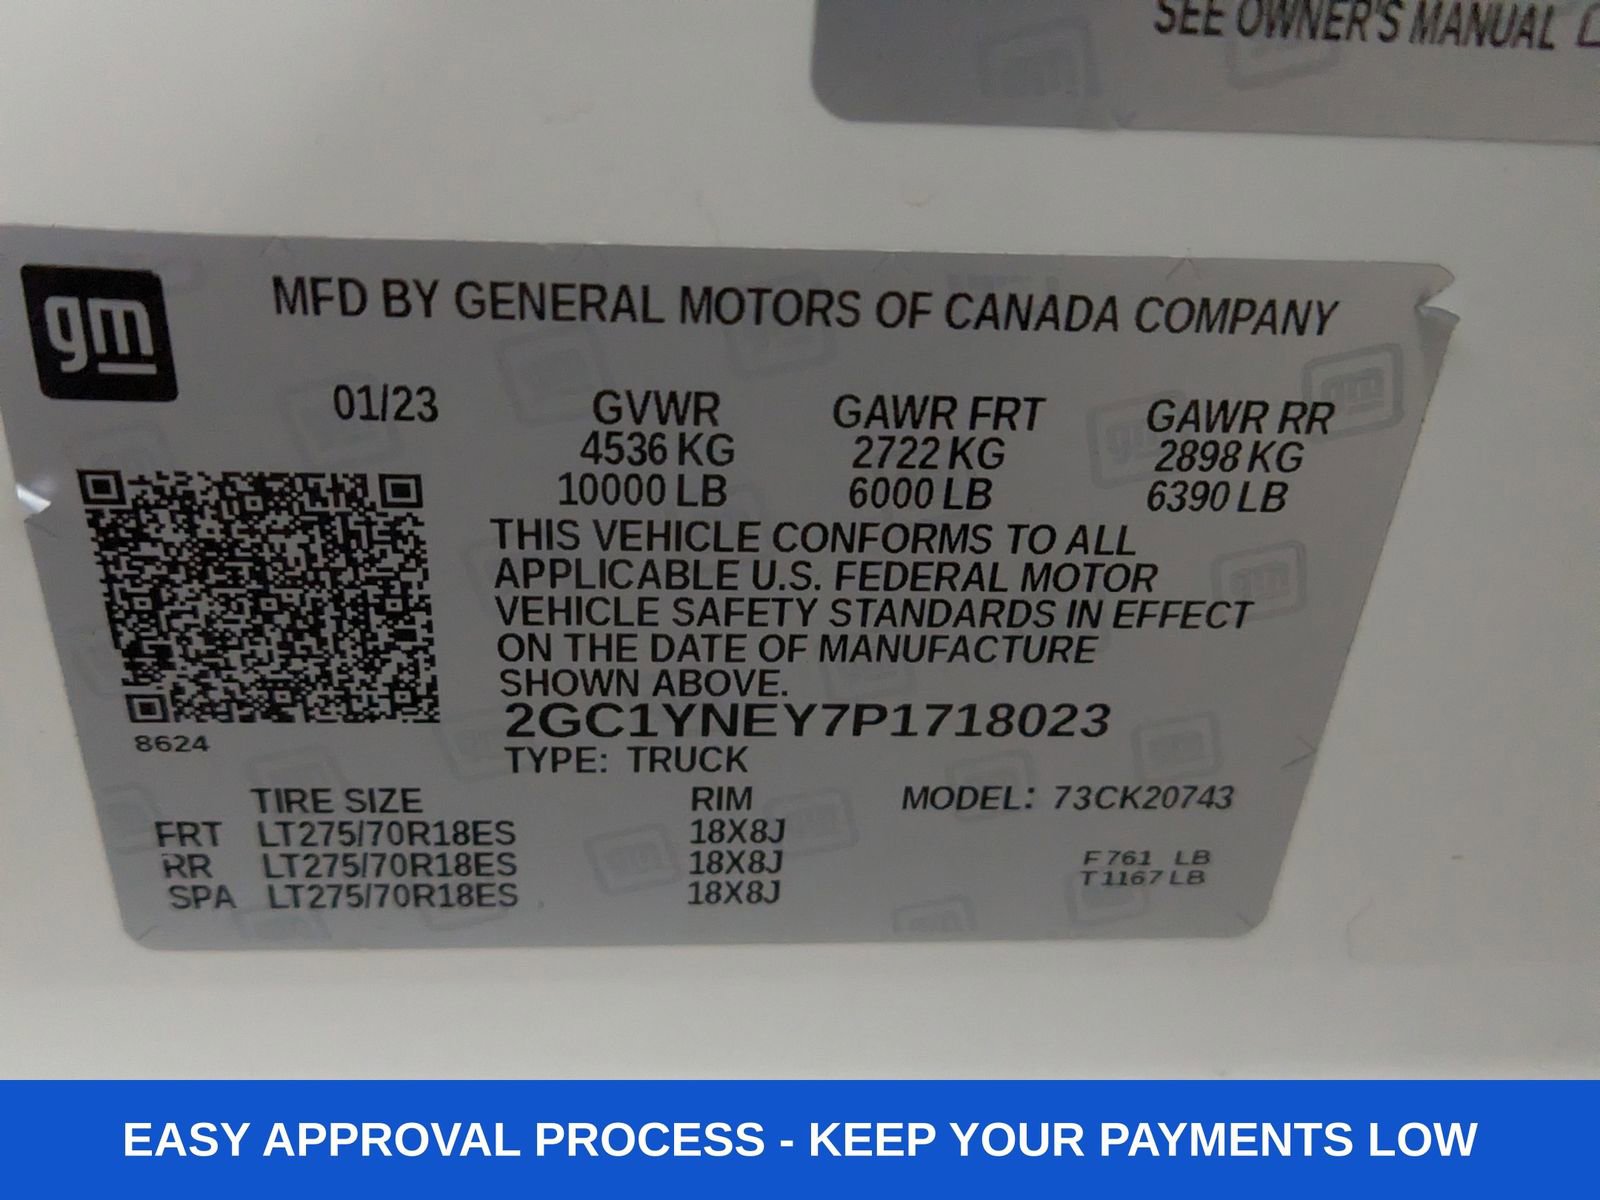 SEE OWNER'S MANUAL
gm
MFD BY GENERAL MOTORS OF CANADA COMPANY
01/23 GVWR GAWR FRT GAWR RR
4536 KG 2722 KG 2898 KG
10000 LB 6000 LB 6390 LB
THIS VEHICLE CONFORMS TO ALL
APPLICABLE U.S. FEDERAL MOTOR
VEHICLE SAFETY STANDARDS IN EFFECT
ON THE DATE OF MANUFACTURE
SHOWN ABOVE.
2GC1YNEY7P1718023
8624
TYPE: TRUCK
TIRE SIZE RIM MODEL: 73CK20743
FRT LT275/70R18ES 18X8J
RR LT275/70R18ES 18X8J
SPA LT275/70R18ES 18X8J
F 761 LB
T 1167 LB
EASY APPROVAL PROCESS - KEEP YOUR PAYMENTS LOW